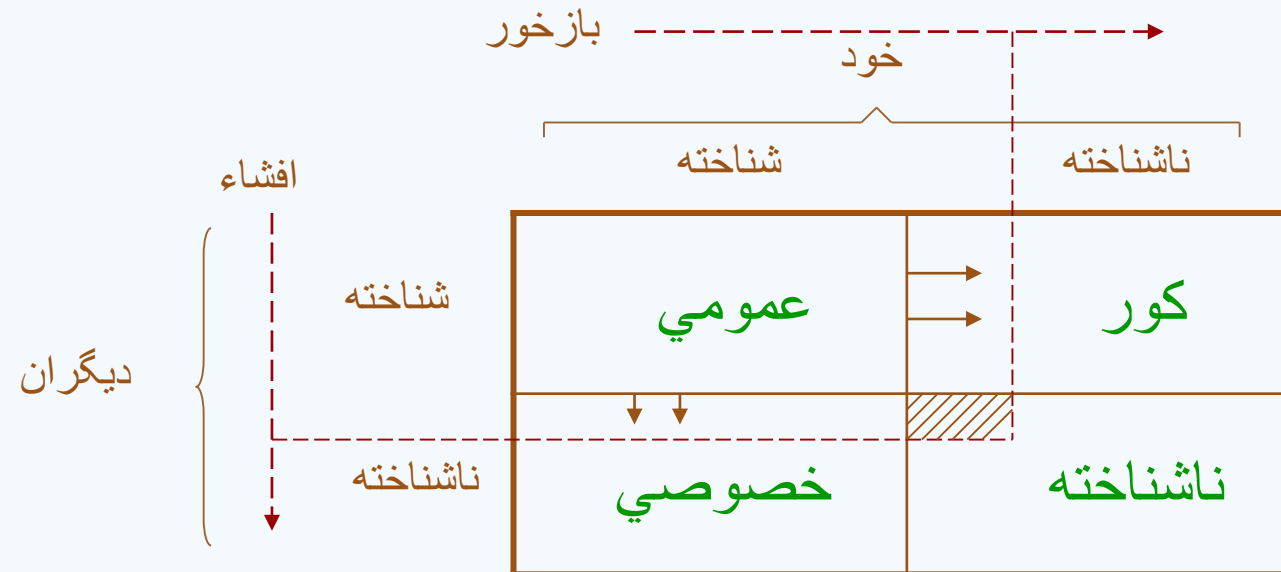 بازخور
خود
شناخته
ناشناخته
افشاء
شناخته
عمومي
كور
ديگران
ناشناخته
خصوصي
ناشناخته